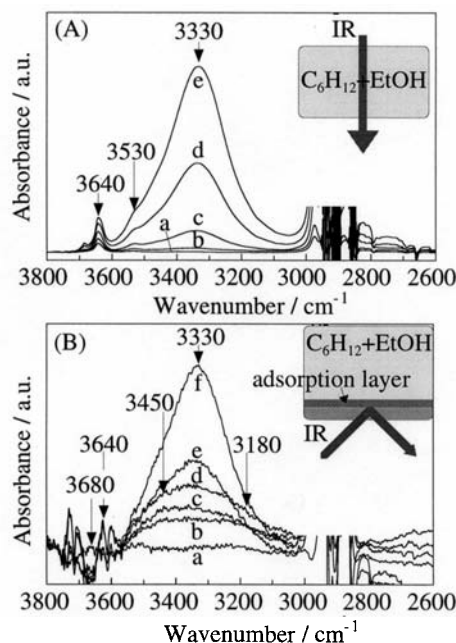 (A)
3330
IR
C₆H₁₂+EtOH
e
3530
d
3640
a
c
b
Absorbance / a.u.
3800 3600 3400 3200 3000 2800 2600
Wavenumber / cm⁻¹
(B)
3330
C₆H₁₂+EtOH
adsorption layer
IR
f
3450
3640
3180
3680
e
d
c
b
a
Absorbance / a.u.
3800 3600 3400 3200 3000 2800 2600
Wavenumber / cm⁻¹